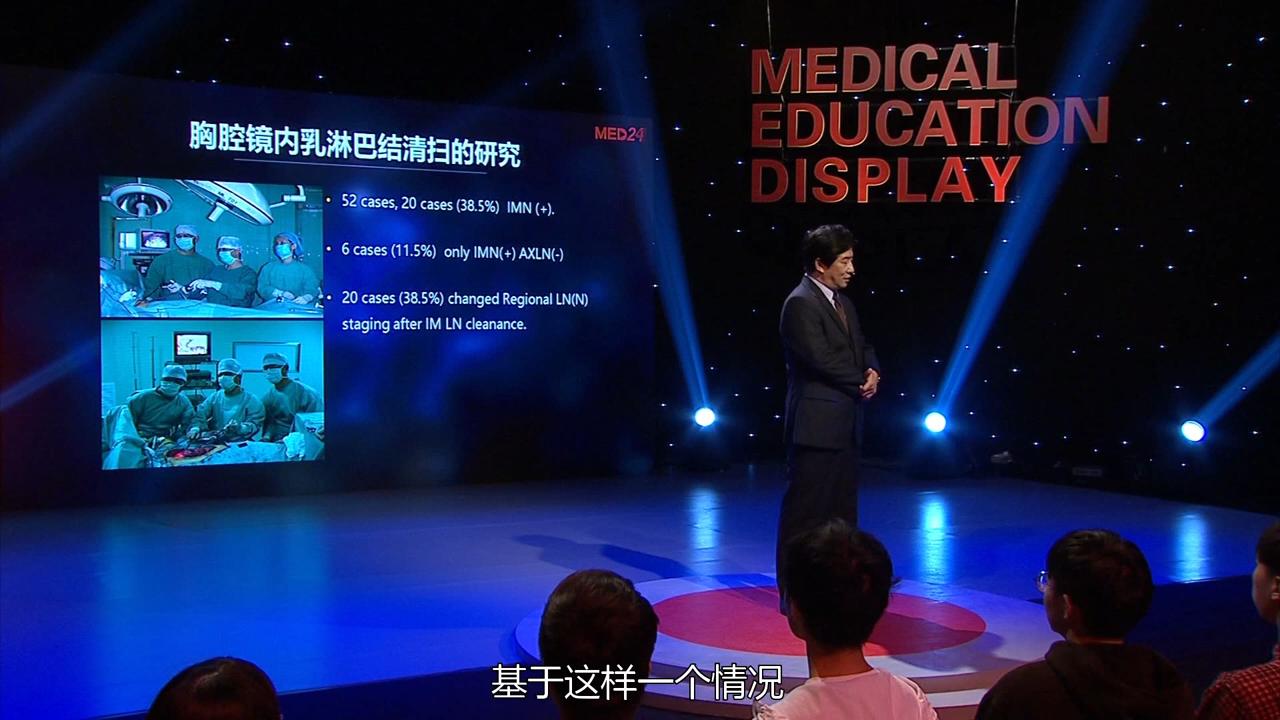 胸腔镜内乳淋巴结清扫的研究
MED24
• 52 cases, 20 cases (38.5%) IMN (+).
• 6 cases (11.5%) only IMN(+) AXLN(-)
• 20 cases (38.5%) changed Regional LN(N)
staging after IM LN cleanance.
MEDICAL
EDUCATION
DISPLAY
基于这样一个情况